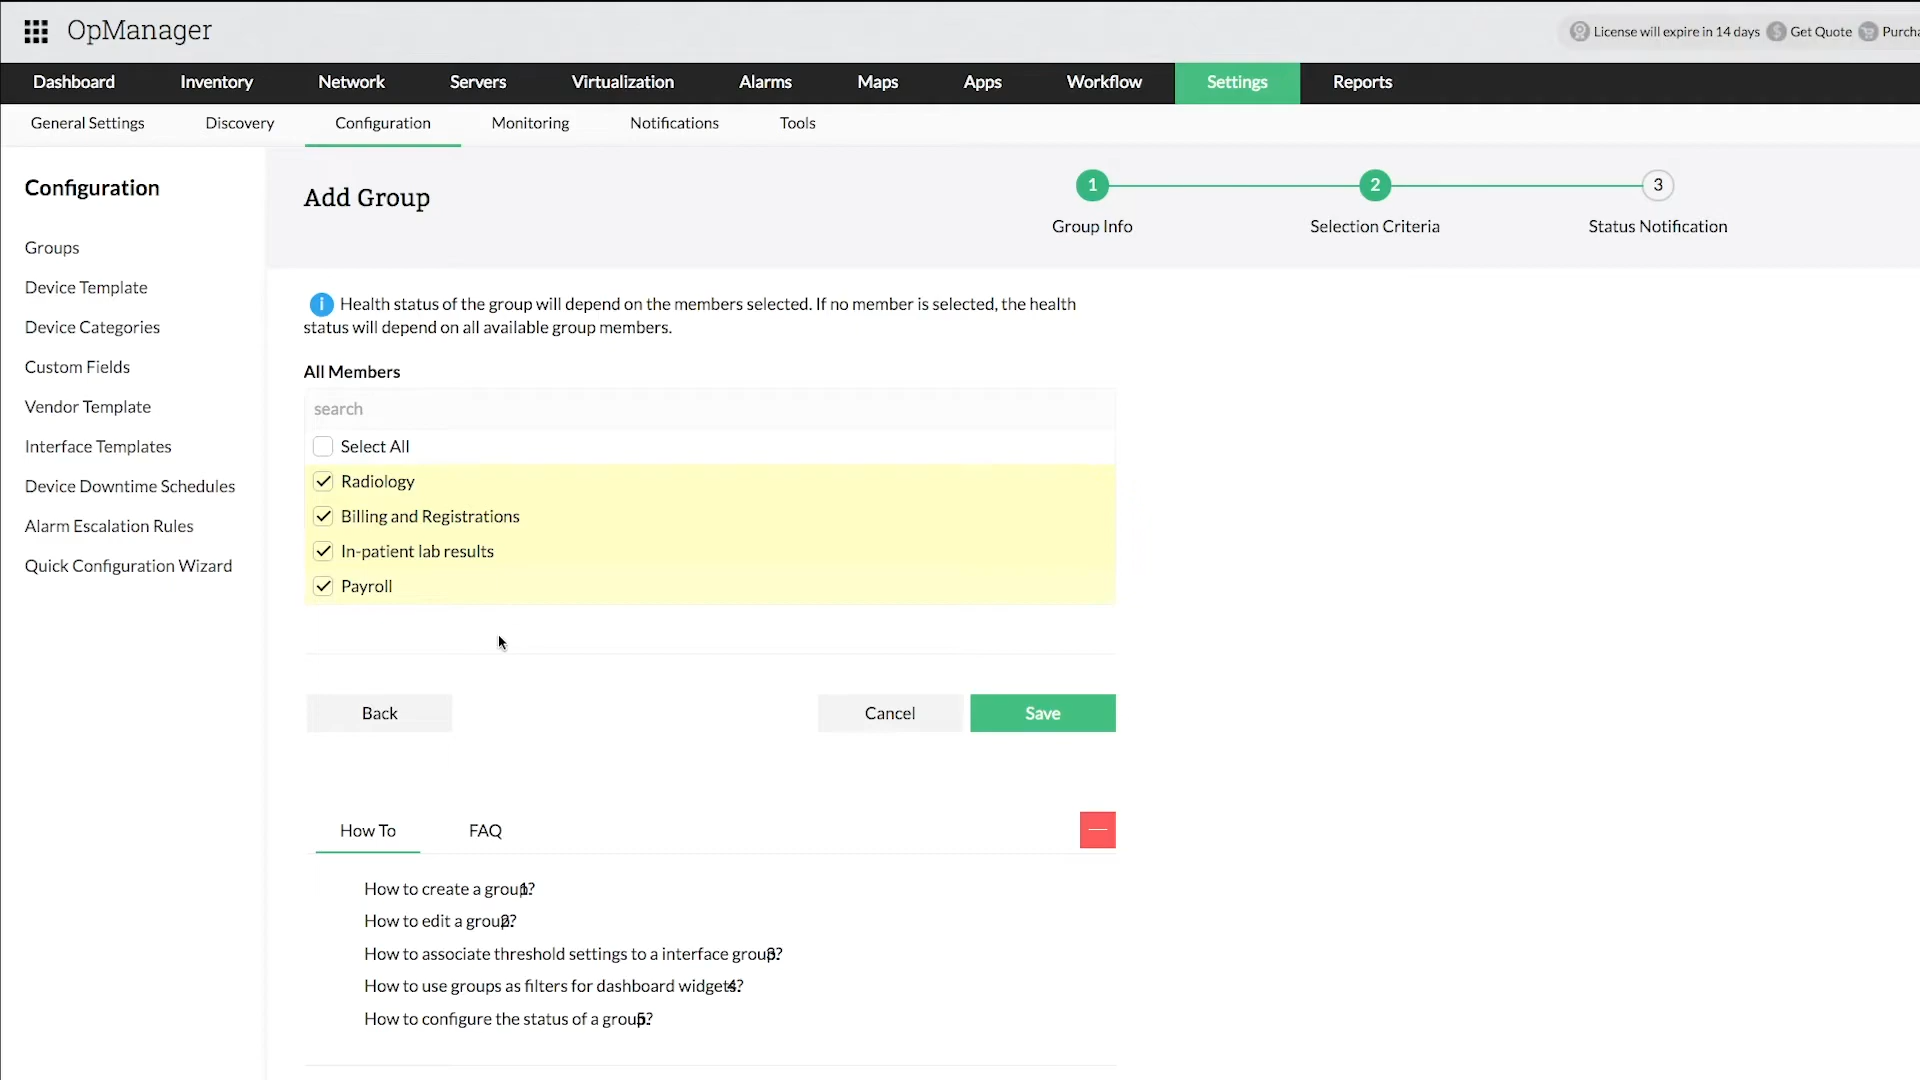 OpManager
License will expire in 14 days Get Quote
Dashboard Inventory Network Servers Virtualization Alarms Maps Apps Workflow Settings Reports
General Settings Discovery Configuration Monitoring Notifications Tools
Configuration
Groups
Device Template
Device Categories
Custom Fields
Vendor Template
Interface Templates
Device Downtime Schedules
Alarm Escalation Rules
Quick Configuration Wizard
Add Group
1 2 3
Group Info Selection Criteria Status Notification
Health status of the group will depend on the members selected. If no member is selected, the health
status will depend on all available group members.
All Members
search
Select All
Radiology
Billing and Registrations
In-patient lab results
Payroll
Back Cancel Save
How To FAQ
How to create a group?
How to edit a group?
How to associate threshold settings to a interface group?
How to use groups as filters for dashboard widgets?
How to configure the status of a group?